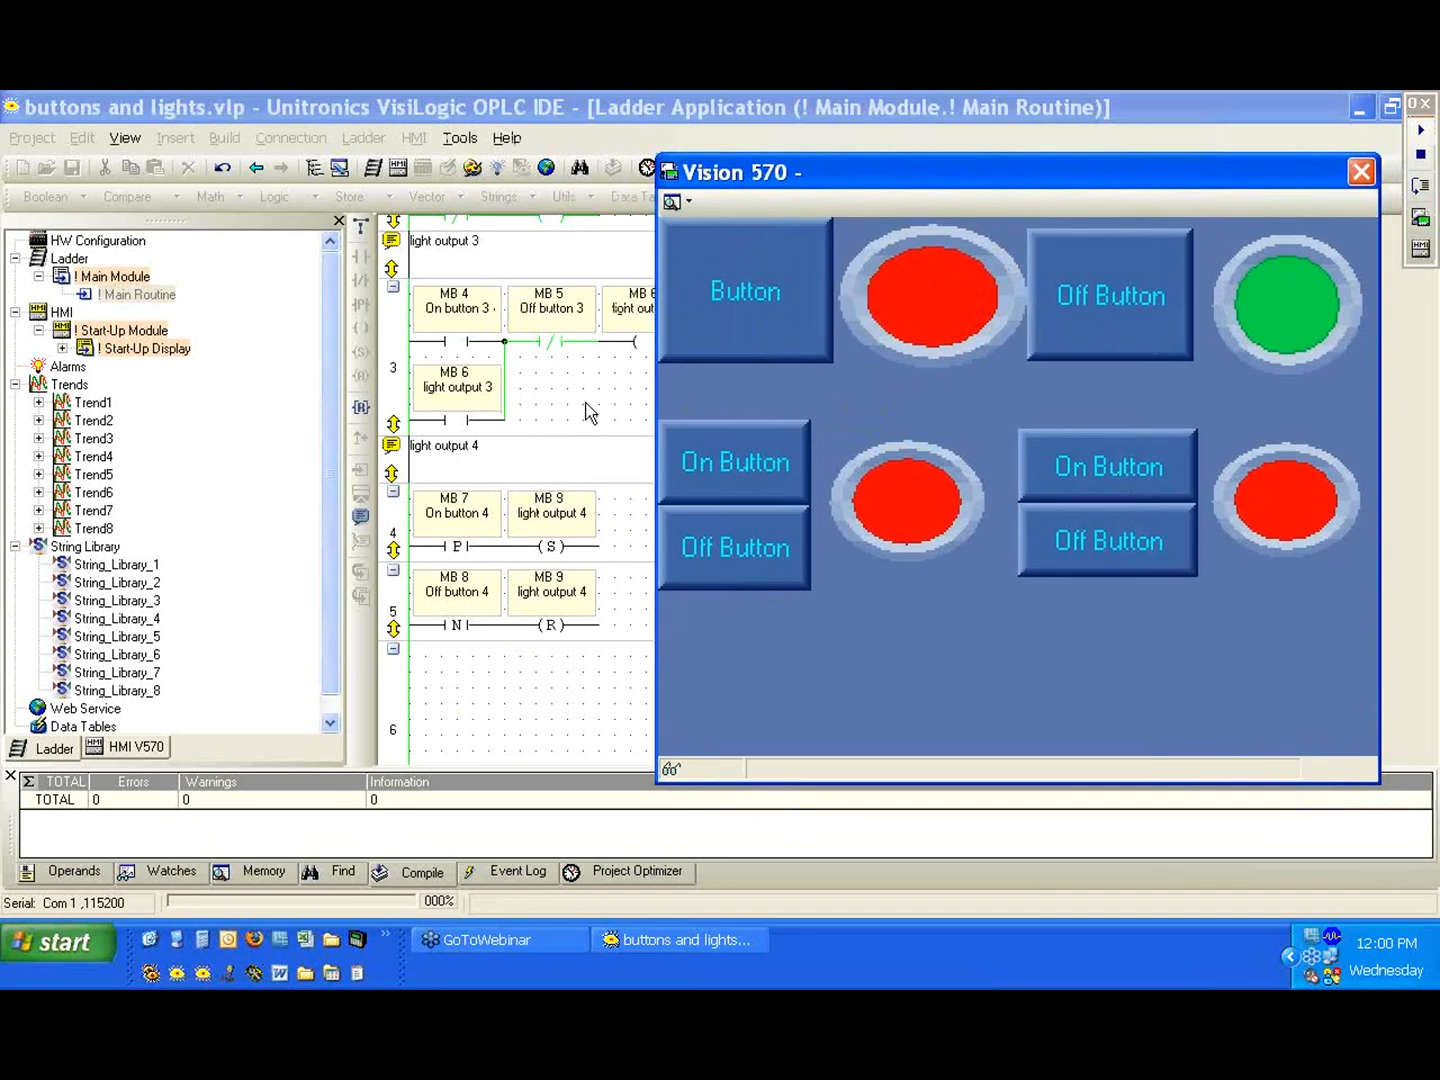 buttons and lights.vlp - Unitronics VisiLogic OPLC IDE - [Ladder Application (! Main Module.! Main Routine)]
Project Edit View Insert Build Connection Ladder HMI Tools Help
Boolean Compare Math Logic Store Vector Strings Utils Data Ta
HW Configuration
Ladder
! Main Module
! Main Routine
HMI
! Start-Up Module
! Start-Up Display
Alarms
Trends
Trend1
Trend2
Trend3
Trend4
Trend5
Trend6
Trend7
Trend8
String Library
String_Library_1
String_Library_2
String_Library_3
String_Library_4
String_Library_5
String_Library_6
String_Library_7
String_Library_8
Web Service
Data Tables
Ladder HMI V570
light output 3
MB 4 MB 5 MB 6
On button 3 Off button 3 light out
3
MB 6
light output 3
light output 4
MB 7 MB 9
On button 4 light output 4
4
P (S)
MB 8 MB 9
Off button 4 light output 4
5
N (R)
6
Vision 570 -
Button Off Button
On Button On Button
Off Button Off Button
Σ TOTAL Errors Warnings Information
TOTAL 0 0 0
Operands Watches Memory Find Compile Event Log Project Optimizer
Serial: Com 1 ,115200 000%
start GoToWebinar buttons and lights... 12:00 PM
Wednesday